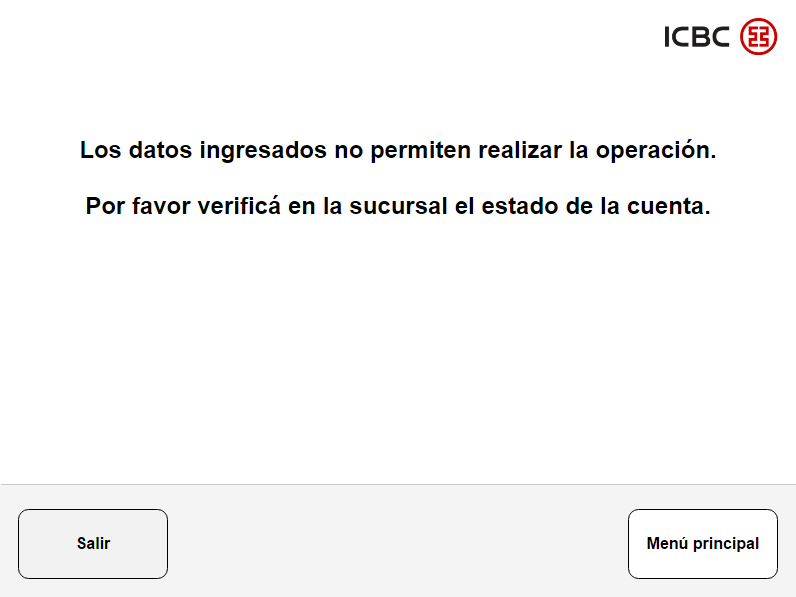 ICBC
Los datos ingresados no permiten realizar la operación.
Por favor verificá en la sucursal el estado de la cuenta.
Salir
Menú principal